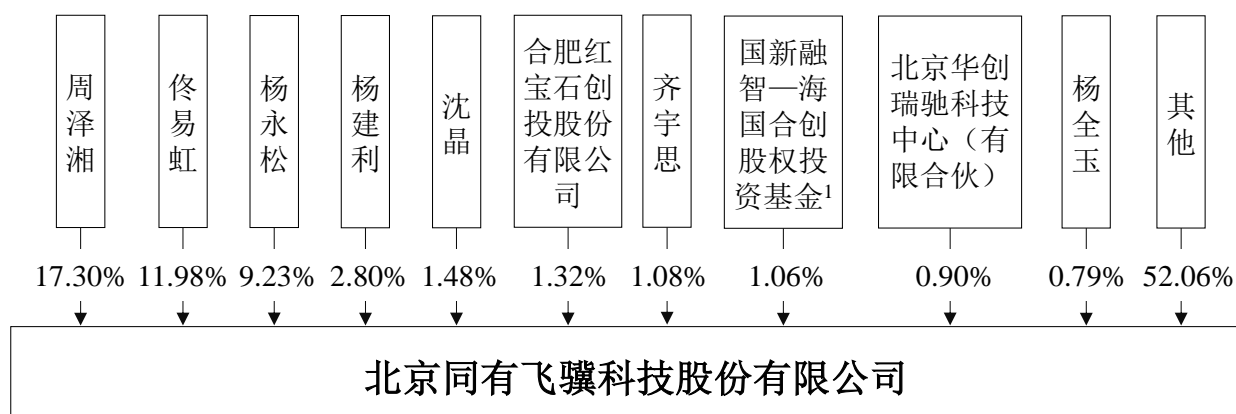 周泽湘
佟易虹
杨永松
杨建利
沈晶
合肥红
宝石创
投股份
有限公
司
齐宇思
国新融
智—海
国合创
股权投
资基金¹
北京华创
瑞驰科技
中心（有
限合伙）
杨全玉
其他
17.30% 11.98% 9.23% 2.80% 1.48% 1.32% 1.08% 1.06% 0.90% 0.79% 52.06%
北京同有飞骥科技股份有限公司